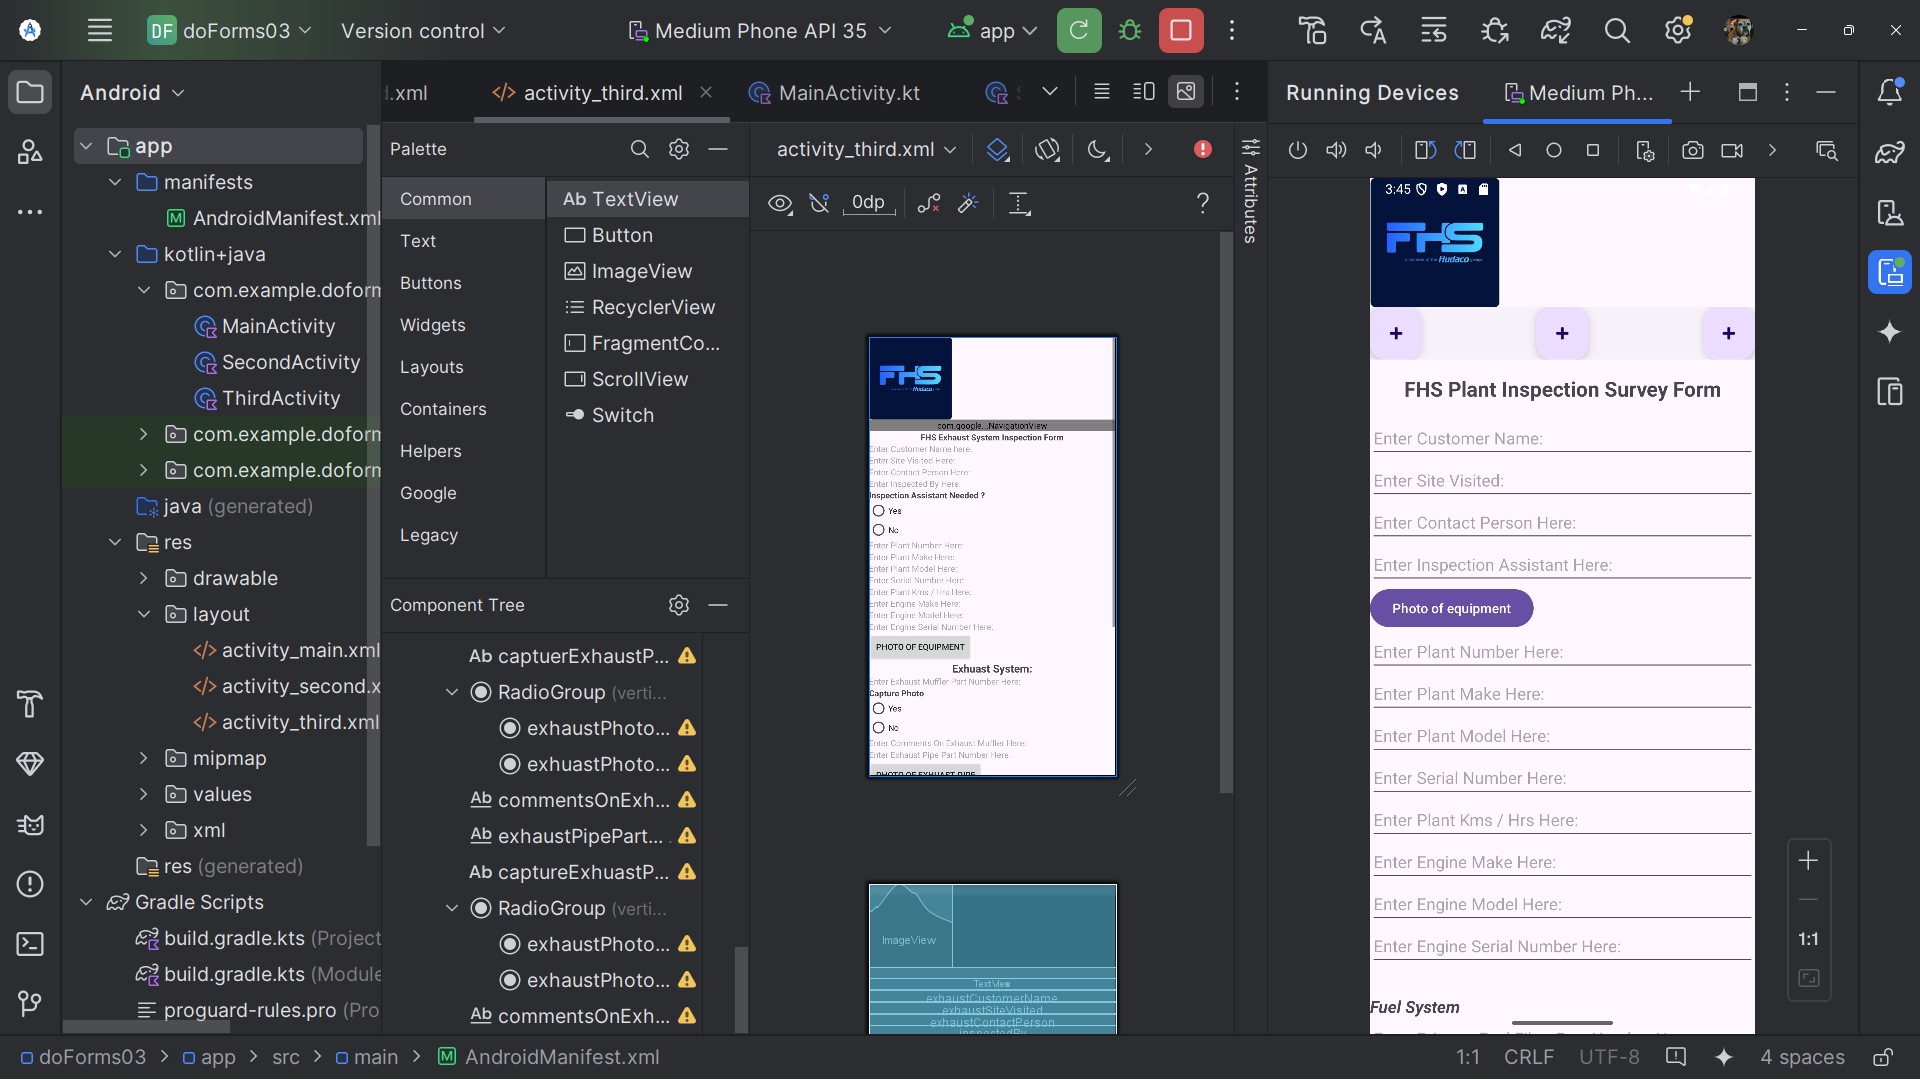 DF doForms03
Version control
Medium Phone API 35
app
Android
app
manifests
AndroidManifest.xml
kotlin+java
com.example.doforn
MainActivity
SecondActivity
ThirdActivity
com.example.doforn
com.example.doforn
java (generated)
res
drawable
layout
activity_main.xml
activity_second.x
activity_third.xml
mipmap
values
xml
res (generated)
Gradle Scripts
build.gradle.kts (Project
build.gradle.kts (Module
proguard-rules.pro (Pro
.xml
activity_third.xml
MainActivity.kt
Palette
Common
Text
Buttons
Widgets
Layouts
Containers
Helpers
Google
Legacy
Ab TextView
Button
ImageView
RecyclerView
FragmentCo...
ScrollView
Switch
Component Tree
Ab captuerExhaustP...
RadioGroup (verti...
exhaustPhoto...
exhuastPhoto...
Ab commentsOnExh...
Ab exhaustPipePart...
Ab captureExhuastP...
RadioGroup (verti...
exhaustPhoto...
exhaustPhoto...
Ab commentsOnExh...
activity_third.xml
0dp
?
Attributes
FHS
Hudaco
com.google...NavigationView
FHS Exhaust System Inspection Form
Enter Customer Name here:
Enter Site Visited Here:
Enter Contact Person Here:
Enter Inspected By Here:
Inspection Assistant Needed ?
Yes
No
Enter Plant Number Here:
Enter Plant Make Here:
Enter Plant Model Here:
Enter Serial Number Here:
Enter Plant Kms / Hrs Here:
Enter Engine Make Here:
Enter Engine Model Here:
Enter Engine Serial Number Here:
PHOTO OF EQUIPMENT
Exhuast System:
Enter Exhaust Muffler Part Number Here:
Capture Photo
Yes
No
Enter Comments On Exhaust Muffler Here:
Enter Exhaust Pipe Part Number Here:
PHOTO OF EXHUAST PIPE
ImageView
TextView
exhaustCustomerName
exhaustSiteVisited
exhaustContactPerson
inspectedBy
Running Devices
Medium Ph...
3:45
FHS
Hudaco
+ + +
FHS Plant Inspection Survey Form
Enter Customer Name:
Enter Site Visited:
Enter Contact Person Here:
Enter Inspection Assistant Here:
Photo of equipment
Enter Plant Number Here:
Enter Plant Make Here:
Enter Plant Model Here:
Enter Serial Number Here:
Enter Plant Kms / Hrs Here:
Enter Engine Make Here:
Enter Engine Model Here:
Enter Engine Serial Number Here:
Fuel System
1:1
doForms03 > app > src > main > AndroidManifest.xml
1:1 CRLF UTF-8 4 spaces